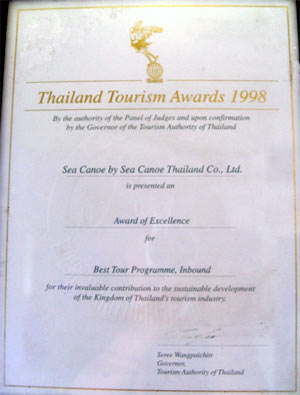 Thailand Tourism Awards 1998
By the authority of the Panel of Judges and upon confirmation
by the Governor of the Tourism Authority of Thailand
Sea Canoe by Sea Canoe Thailand Co., Ltd.
is presented an
Award of Excellence
for
Best Tour Programme, Inbound
for their invaluable contribution to the sustainable development
of the Kingdom of Thailand's tourism industry.
Seree Wangpaichitr
Governor,
Tourism Authority of Thailand